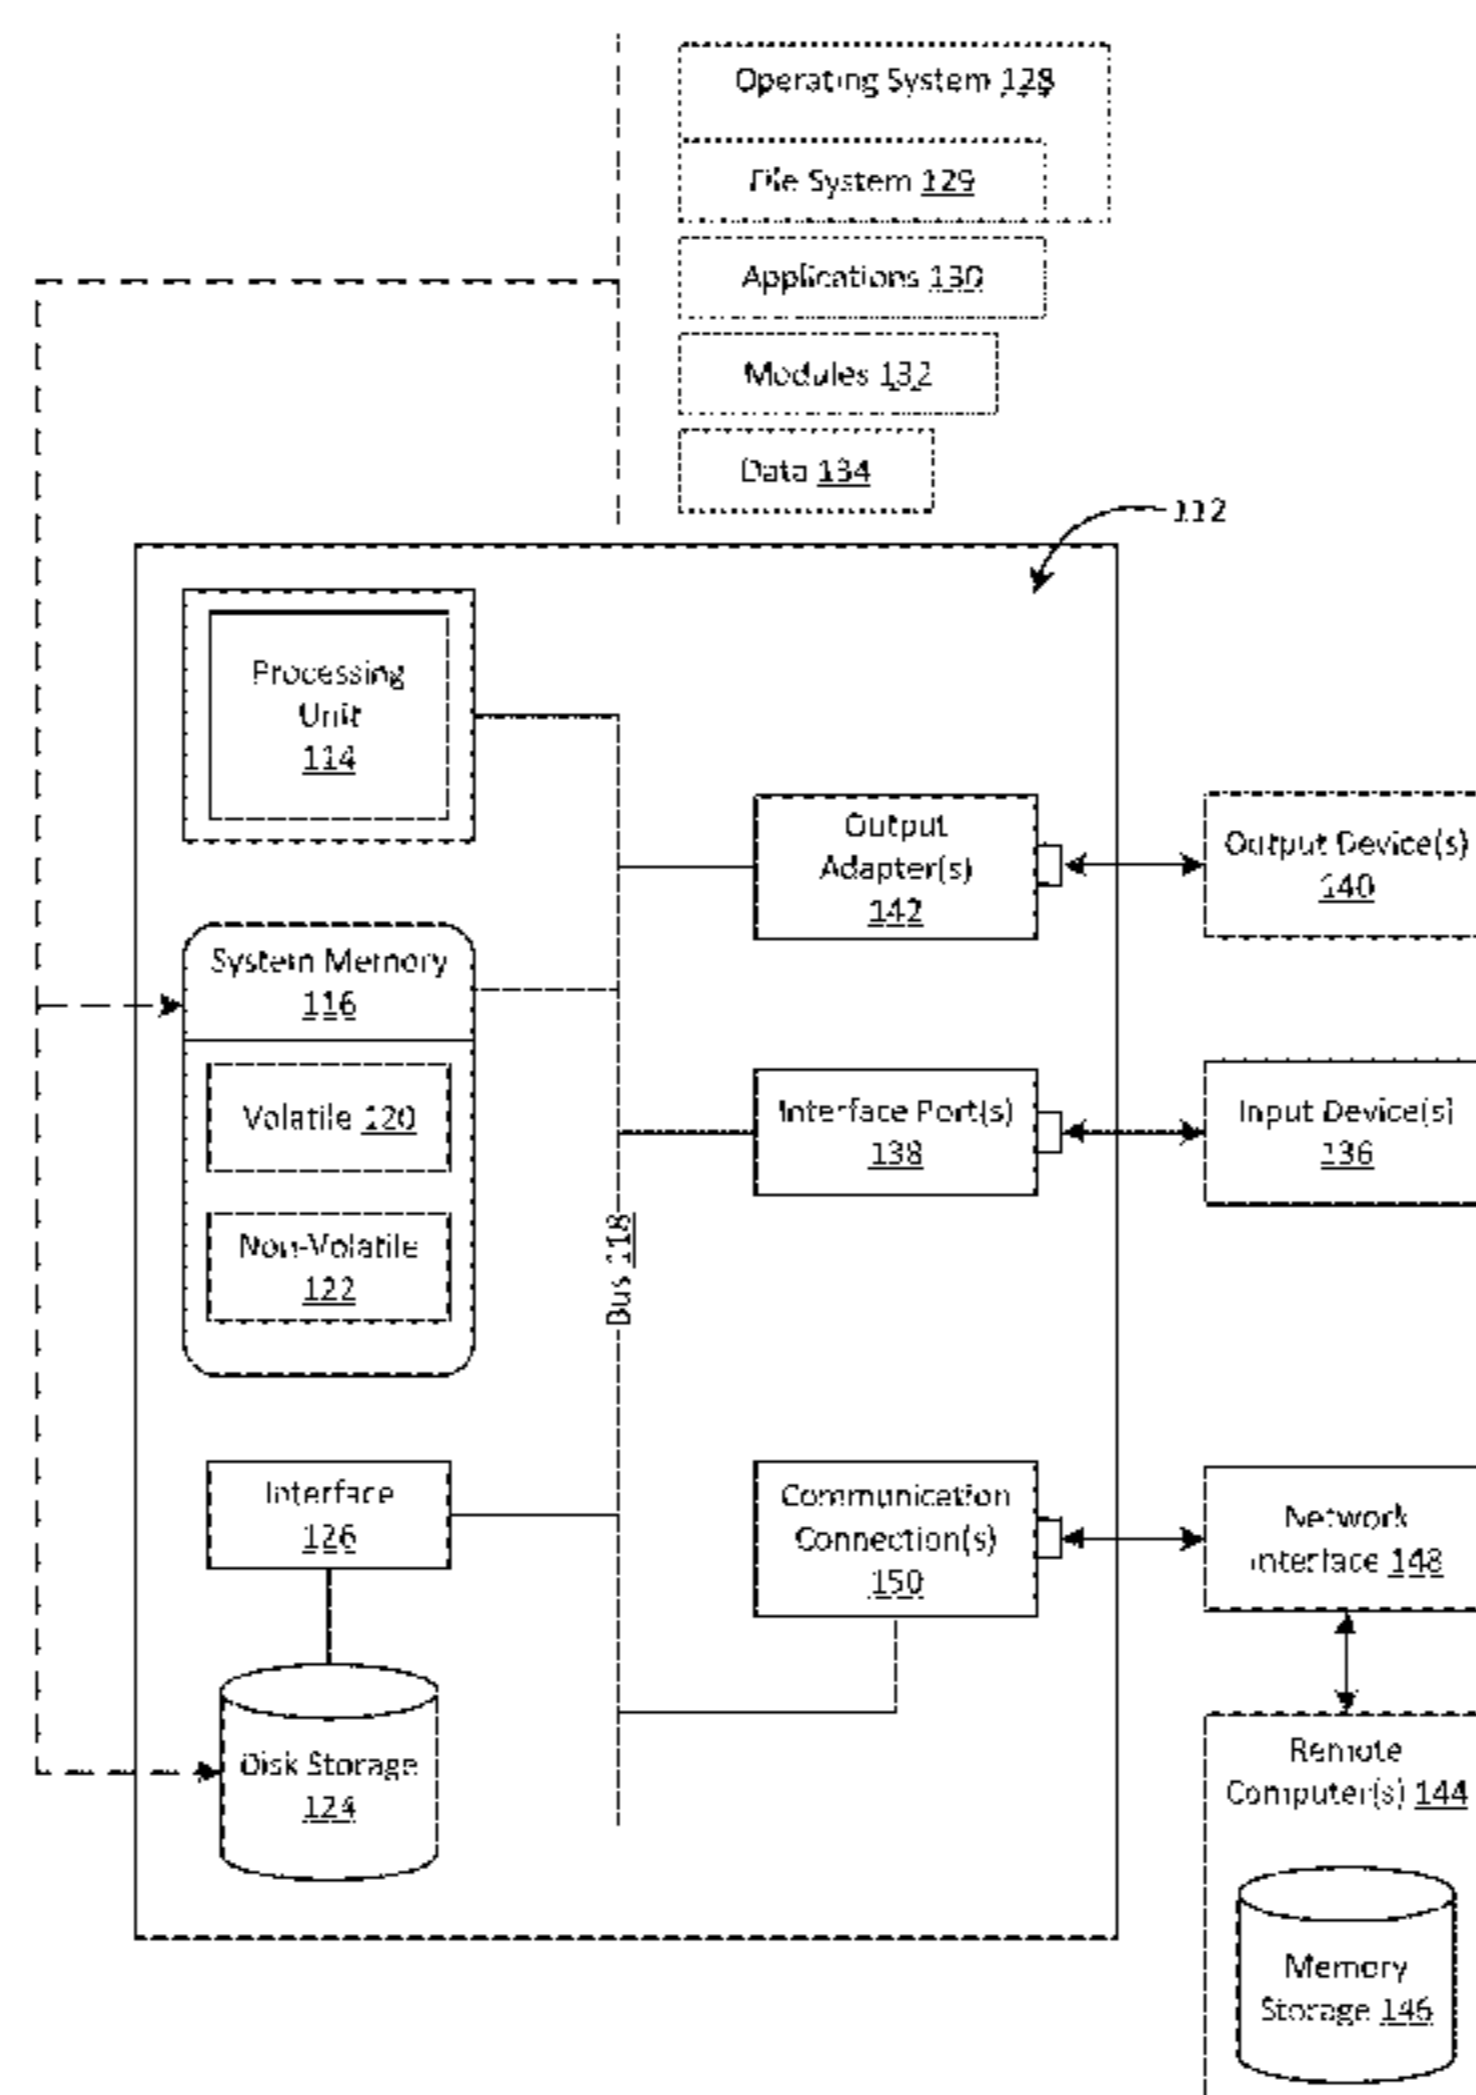 Operating System 128
File System 129
Applications 130
Modules 132
Data 134
112
Processing
Unit
114
Output
Adapter(s)
142
Output Device(s)
140
System Memory
116
Volatile 120
Non-Volatile
122
Interface Port(s)
138
Input Device(s)
136
Bus 118
Interface
126
Communication
Connection(s)
150
Network
Interface 148
Disk Storage
124
Remote
Computer(s) 144
Memory
Storage 146